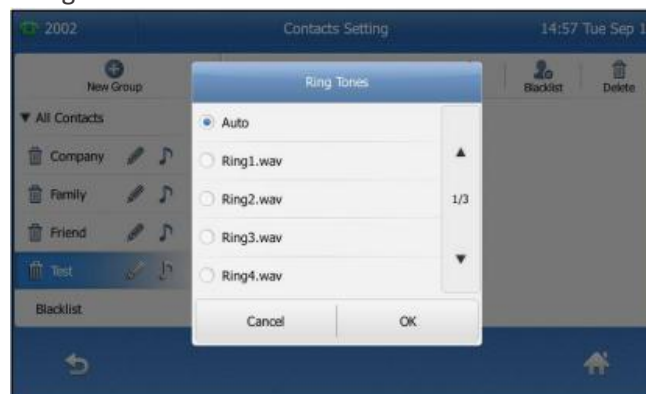 2002 Contacts Setting 14:57 Tue Sep 1
New Group Blacklist Delete
Ring Tones
▼ All Contacts
Auto
Company
Ring1.wav
Family
Ring2.wav 1/3
Friend
Ring3.wav
Test
Ring4.wav
Blacklist
Cancel OK